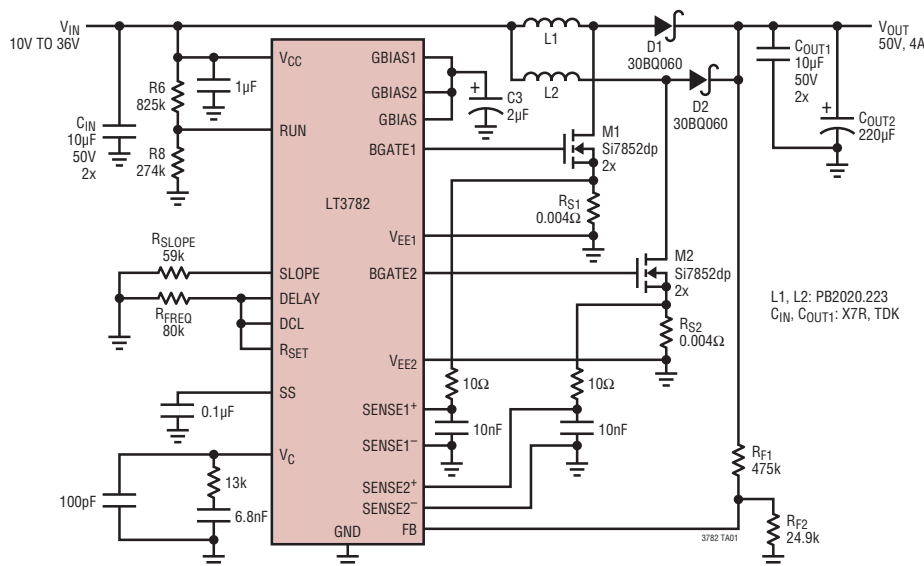 VIN
10V TO 36V
CIN
10µF
50V
2x
R6
825k
R8
274k
1µF
VCC
RUN
LT3782
GBIAS1
GBIAS2
GBIAS
BGATE1
VEE1
BGATE2
VEE2
SENSE1+
SENSE1–
SENSE2+
SENSE2–
FB
GND
SLOPE
DELAY
DCL
RSET
SS
VC
RSLOPE
59k
RFREQ
80k
0.1µF
100pF
13k
6.8nF
+
C3
2µF
L1
L2
D1
30BQ060
D2
30BQ060
M1
Si7852dp
2x
RS1
0.004Ω
M2
Si7852dp
2x
RS2
0.004Ω
10Ω
10nF
10Ω
10nF
VOUT
50V, 4A
COUT1
10µF
50V
2x
+
COUT2
220µF
L1, L2: PB2020.223
CIN, COUT1: X7R, TDK
RF1
475k
RF2
24.9k
3782 TA01